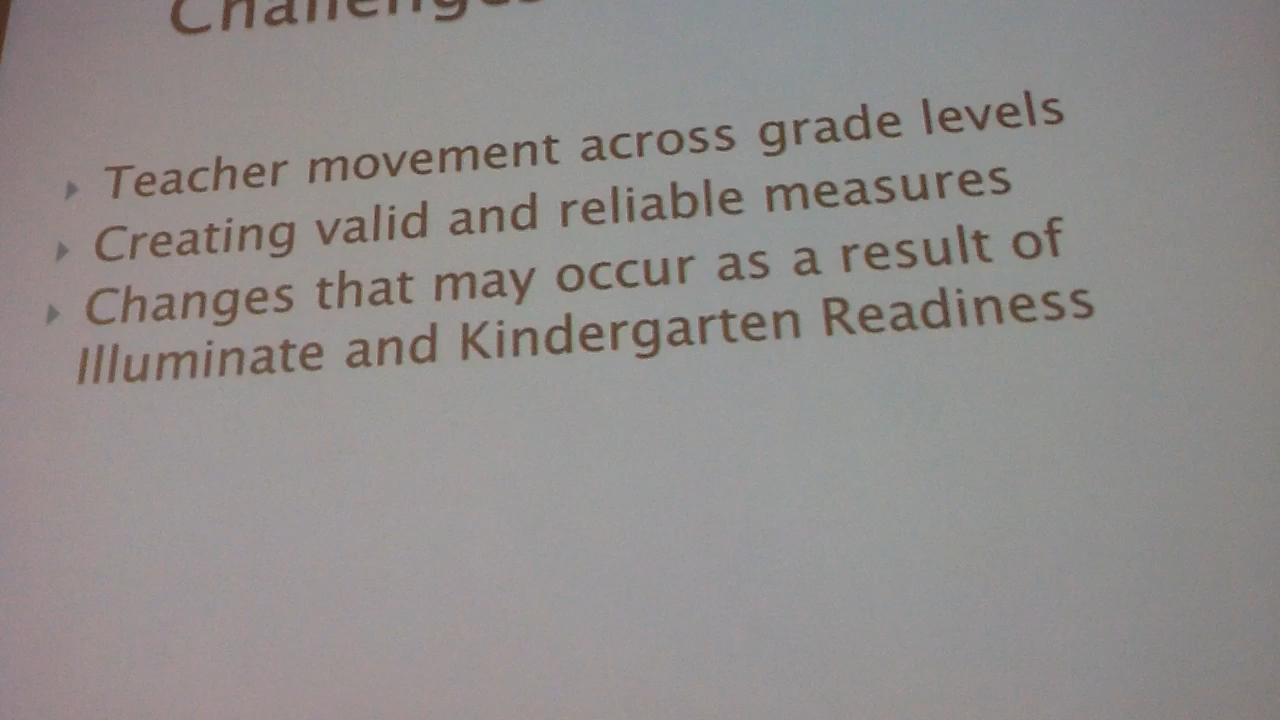 Challenges
Teacher movement across grade levels
Creating valid and reliable measures
Changes that may occur as a result of
Illuminate and Kindergarten Readiness